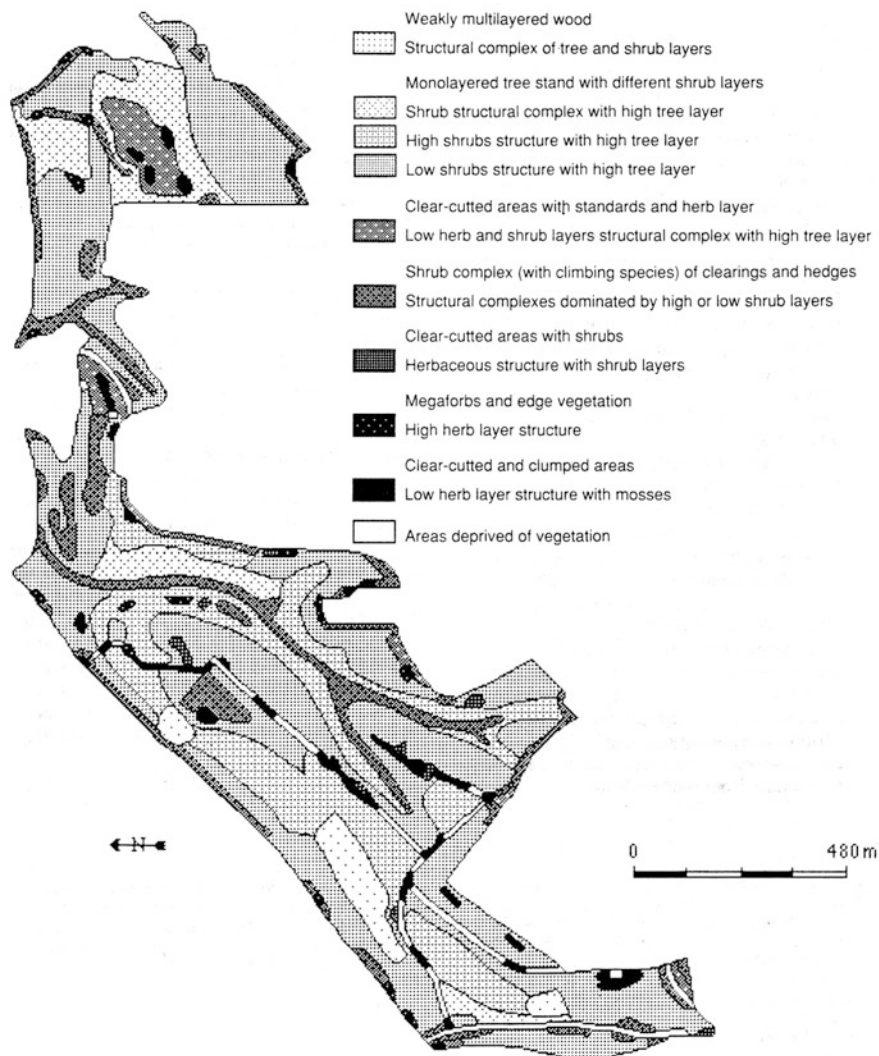 Weakly multilayered wood
Structural complex of tree and shrub layers
Monolayered tree stand with different shrub layers
Shrub structural complex with high tree layer
High shrubs structure with high tree layer
Low shrubs structure with high tree layer
Clear-cutted areas with standards and herb layer
Low herb and shrub layers structural complex with high tree layer
Shrub complex (with climbing species) of clearings and hedges
Structural complexes dominated by high or low shrub layers
Clear-cutted areas with shrubs
Herbaceous structure with shrub layers
Megaforbs and edge vegetation
High herb layer structure
Clear-cutted and clumped areas
Low herb layer structure with mosses
Areas deprived of vegetation
N
0 480 m